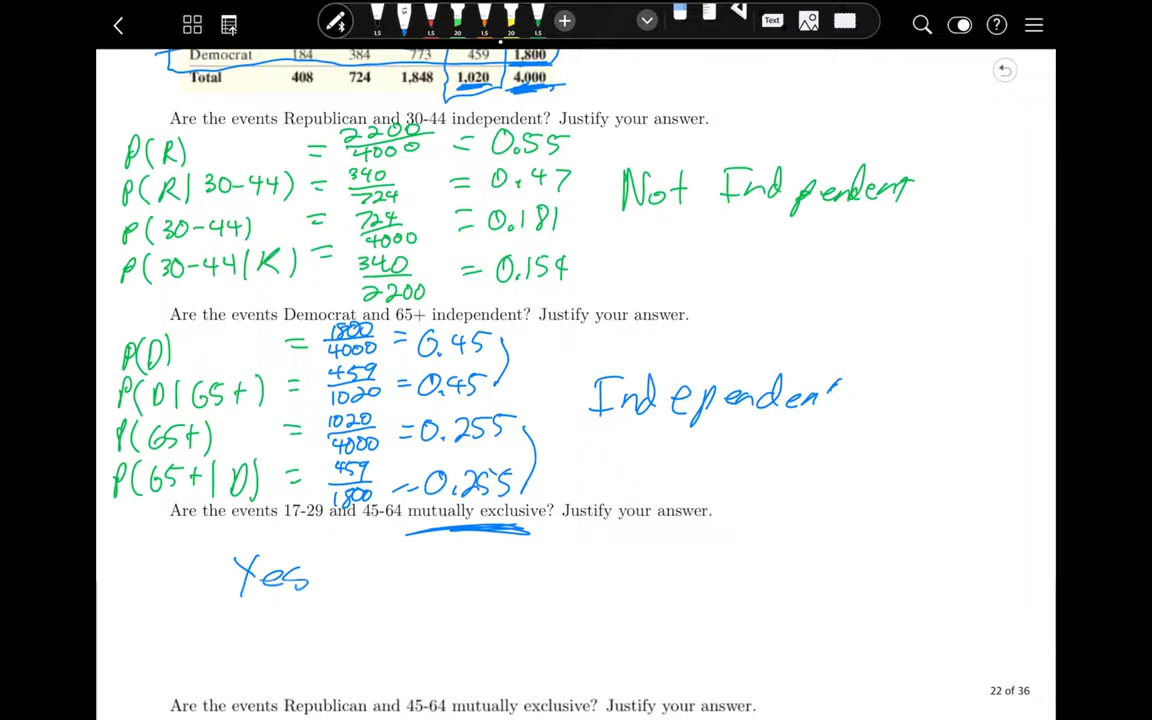 Text
Democrat 184 384 773 459 1,800
Total 408 724 1,848 1,020 4,000
Are the events Republican and 30-44 independent? Justify your answer.
P(R) = 2200/4000 = 0.55
P(R|30-44) = 340/724 = 0.47
P(30-44) = 724/4000 = 0.181
P(30-44|R) = 340/2200 = 0.154
Not Independent
Are the events Democrat and 65+ independent? Justify your answer.
P(D) = 1800/4000 = 0.45
P(D|65+) = 459/1020 = 0.45
P(65+) = 1020/4000 = 0.255
P(65+|D) = 459/1800 = 0.255
Independent
Are the events 17-29 and 45-64 mutually exclusive? Justify your answer.
Yes
22 of 36
Are the events Republican and 45-64 mutually exclusive? Justify your answer.